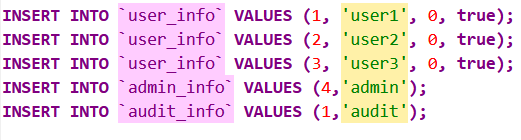 INSERT INTO `user_info` VALUES (1, 'user1', 0, true);
INSERT INTO `user_info` VALUES (2, 'user2', 0, true);
INSERT INTO `user_info` VALUES (3, 'user3', 0, true);
INSERT INTO `admin_info` VALUES (4,'admin');
INSERT INTO `audit_info` VALUES (1,'audit');